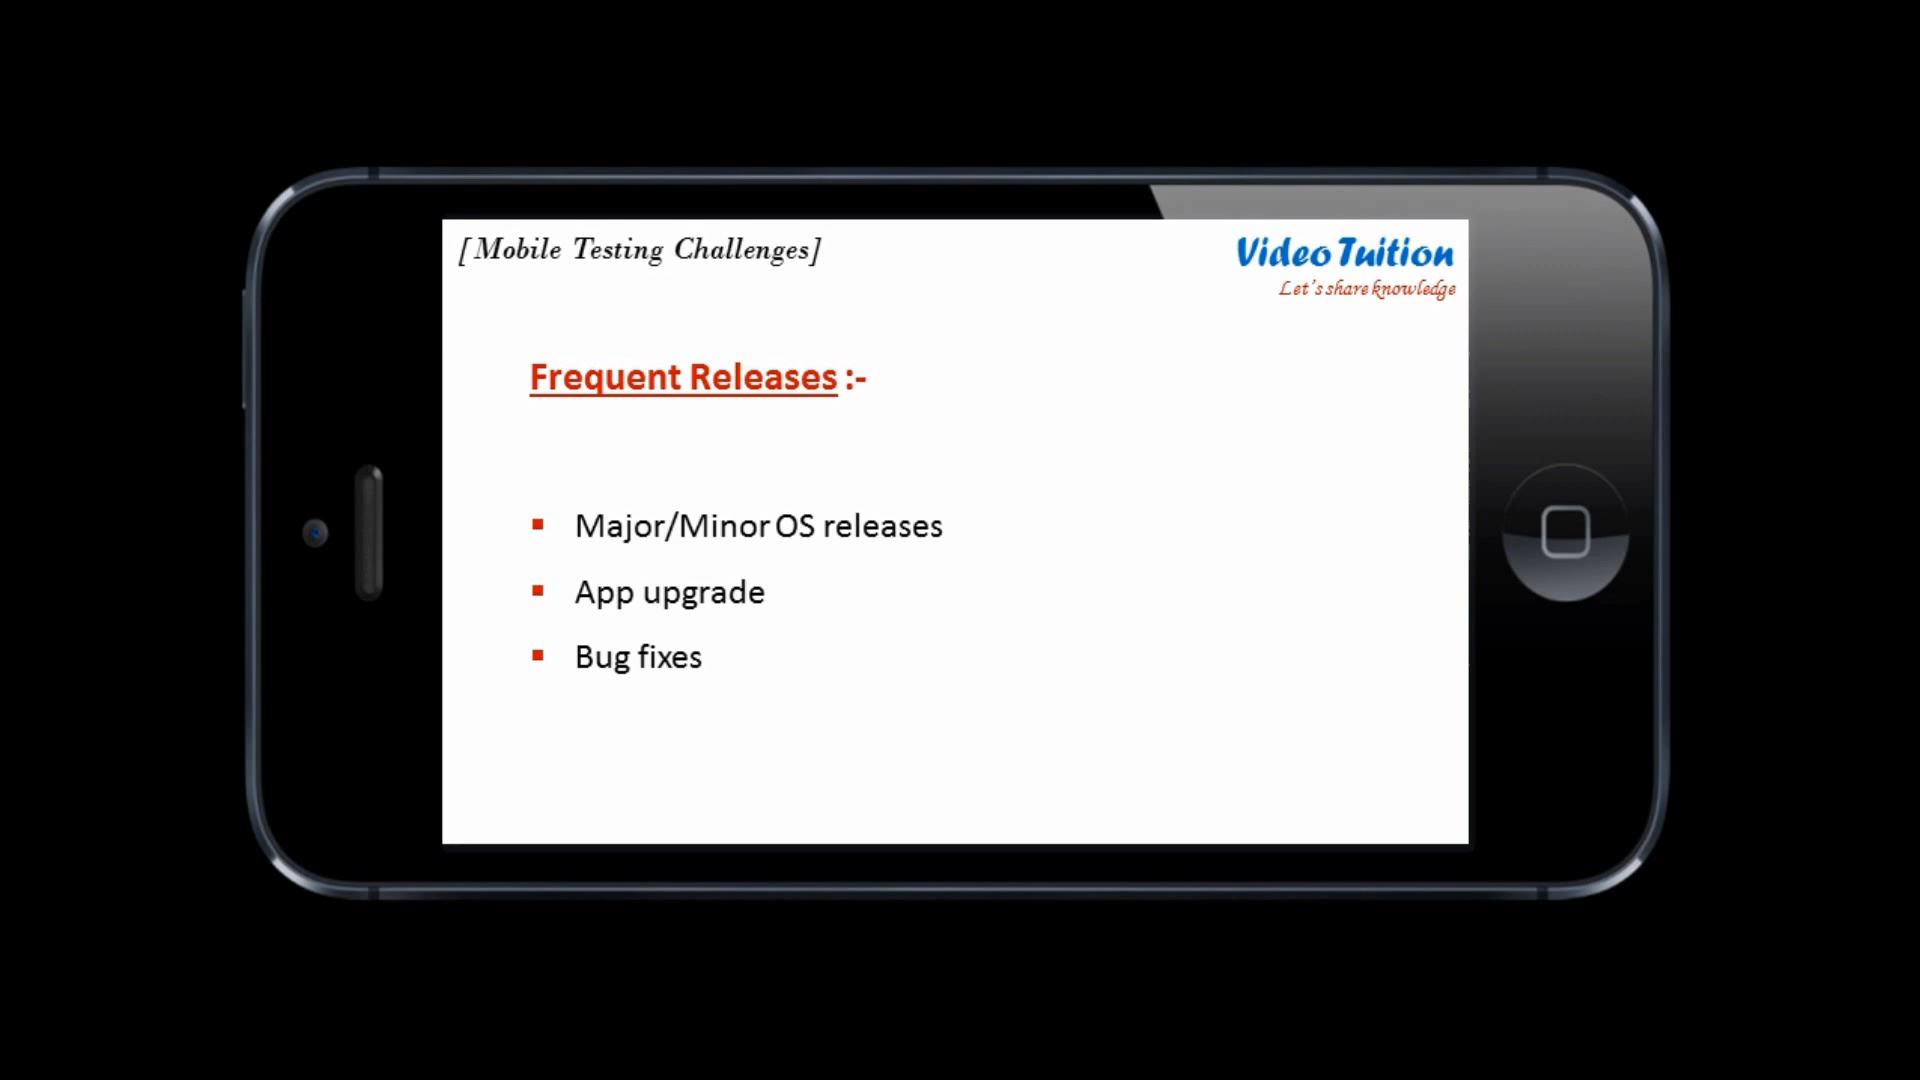 [Mobile Testing Challenges]
Video Tuition
Let's share knowledge
Frequent Releases :-
▪ Major/Minor OS releases
▪ App upgrade
▪ Bug fixes